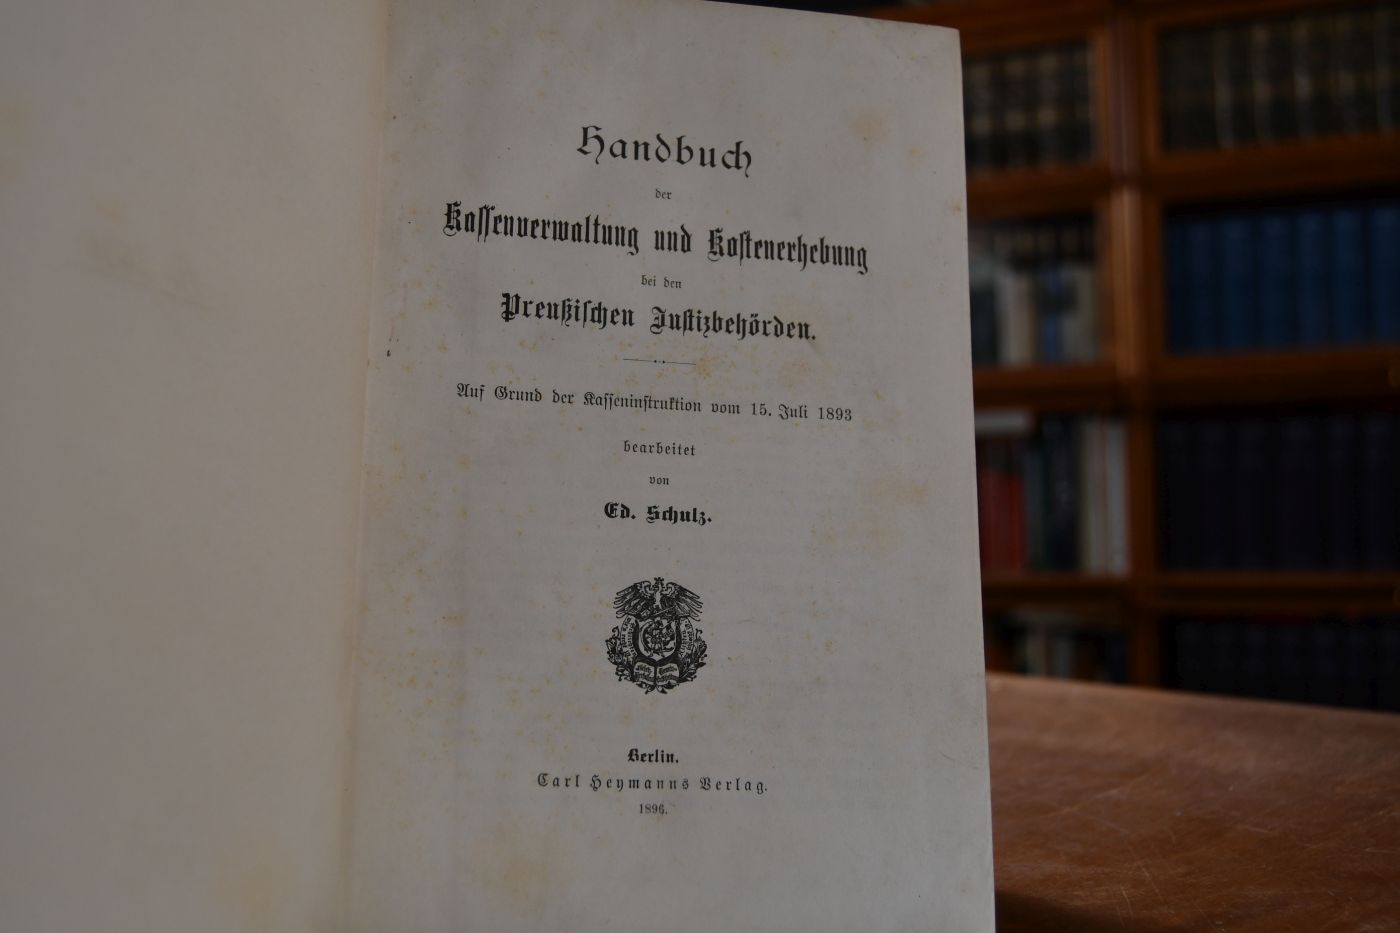 Handbuch
der
Kassenverwaltung und Kostenerhebung
bei den
Preußischen Justizbehörden.
Auf Grund der Kasseninstruktion vom 15. Juli 1893
bearbeitet
von
Ed. Schulz.
Berlin.
Carl Heymanns Verlag.
1896.